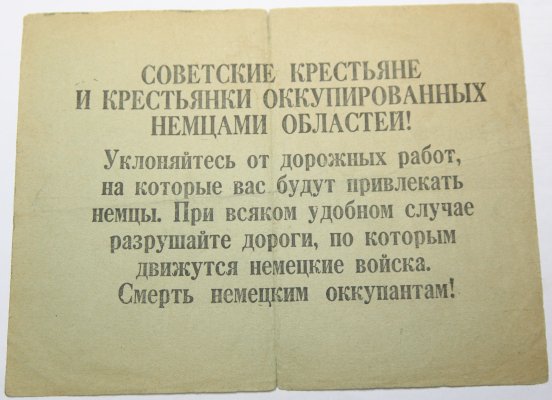 СОВЕТСКИЕ КРЕСТЬЯНЕ
И КРЕСТЬЯНКИ ОККУПИРОВАННЫХ
НЕМЦАМИ ОБЛАСТЕЙ!
Уклоняйтесь от дорожных работ,
на которые вас будут привлекать
немцы. При всяком удобном случае
разрушайте дороги, по которым
движутся немецкие войска.
Смерть немецким оккупантам!